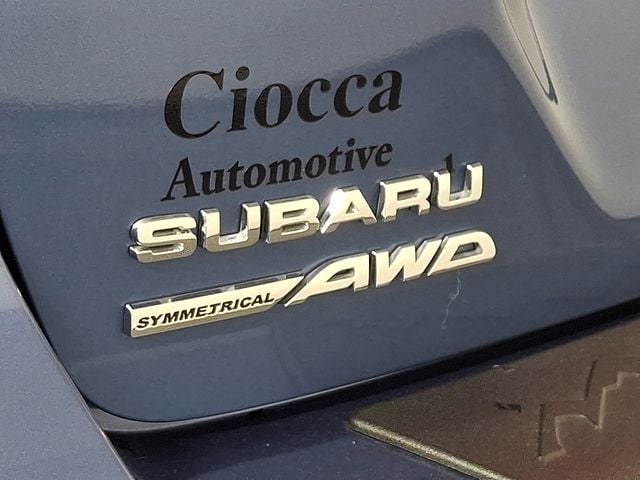 Ciocca
Automotive
SUBARU
SYMMETRICAL AWD